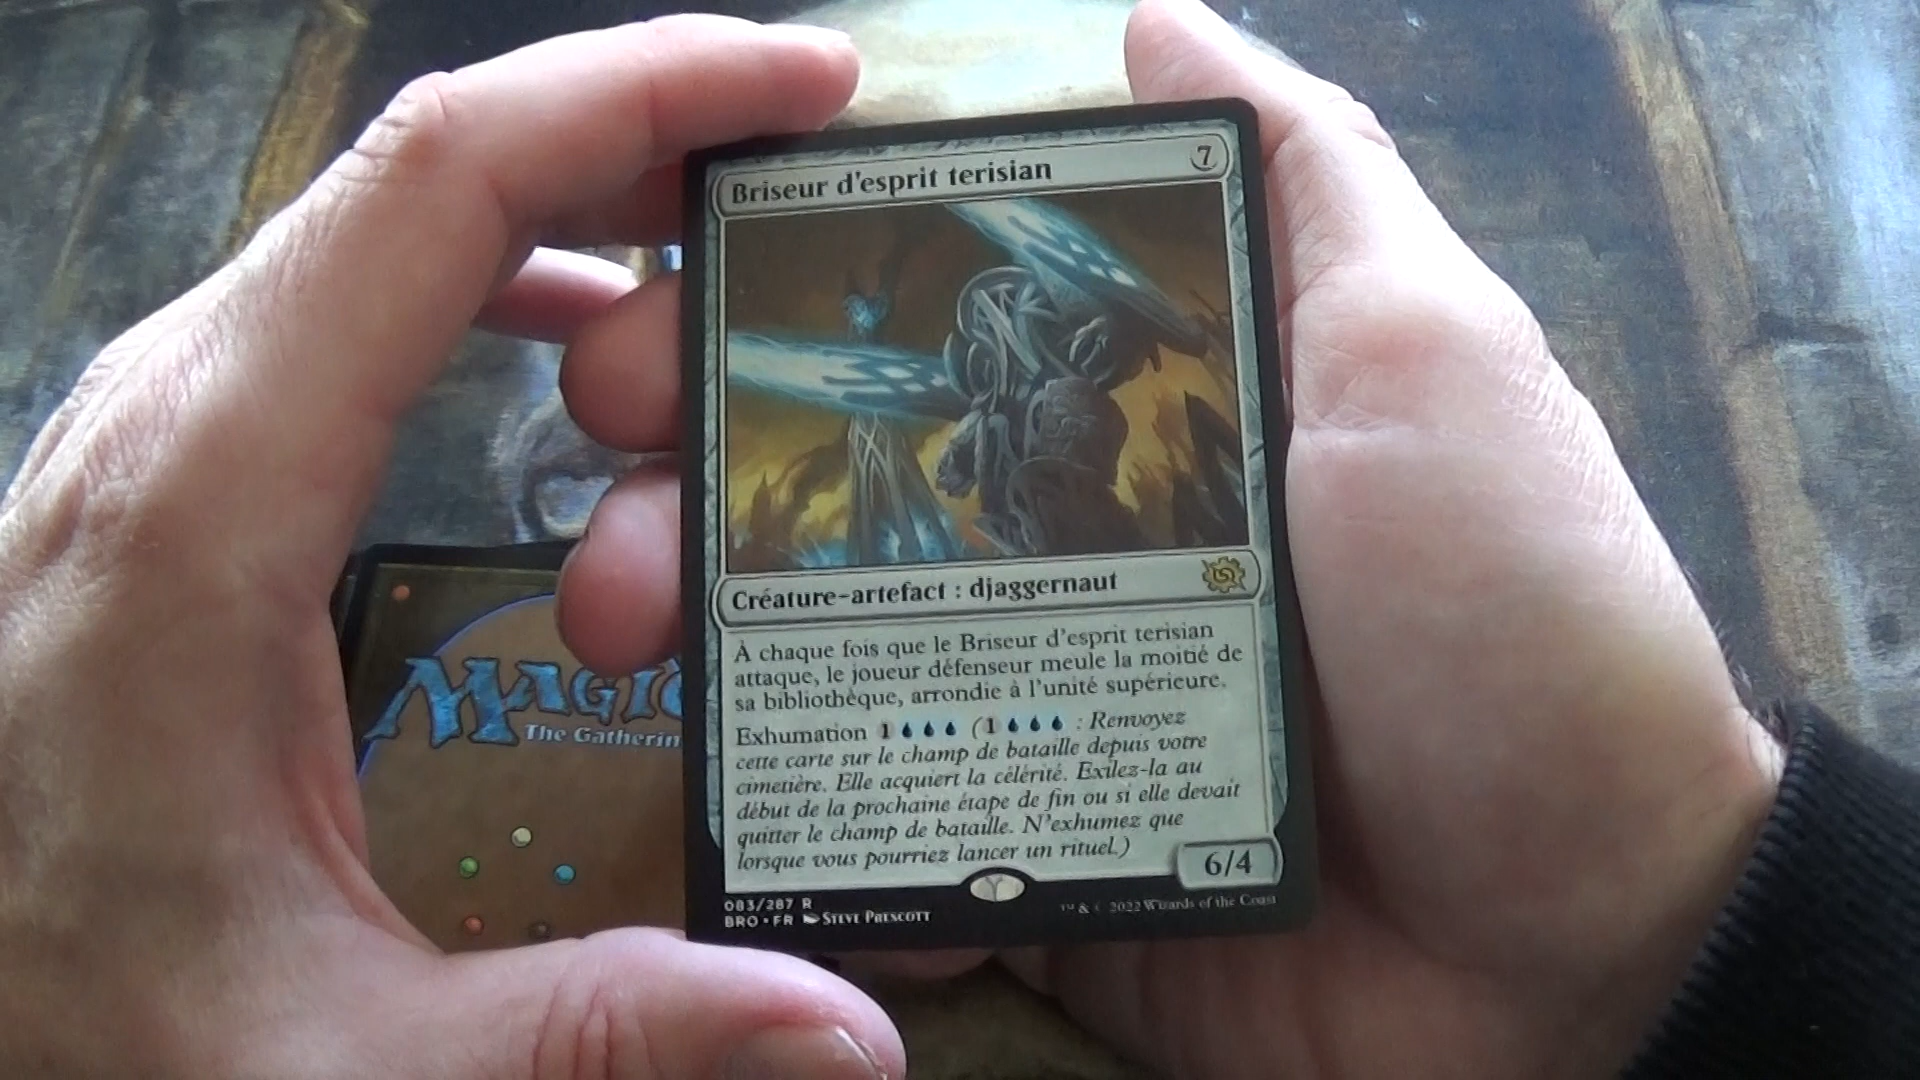 Briseur d'esprit terisian 7
Créature-artefact : djaggernaut
À chaque fois que le Briseur d'esprit terisian
attaque, le joueur défenseur meule la moitié de
sa bibliothèque, arrondie à l'unité supérieure.
Exhumation 1 (1 : Renvoyez
cette carte sur le champ de bataille depuis votre
cimetière. Elle acquiert la célérité. Exilez-la au
début de la prochaine étape de fin ou si elle devait
quitter le champ de bataille. N'exhumez que
lorsque vous pourriez lancer un rituel.)
6/4
083/287 R
BRO • FR Steve Prescott
™ & © 2022 Wizards of the Coast
Magic
The Gatherin